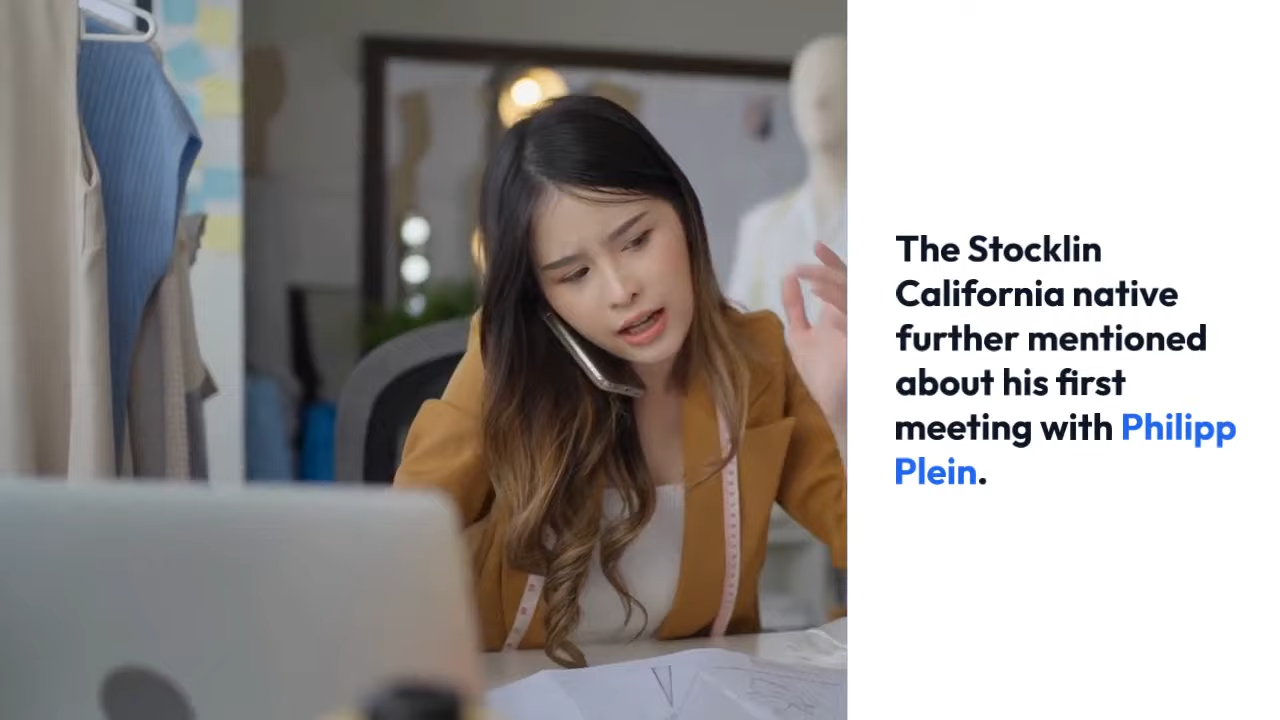 The Stocklin
California native
further mentioned
about his first
meeting with Philipp
Plein.